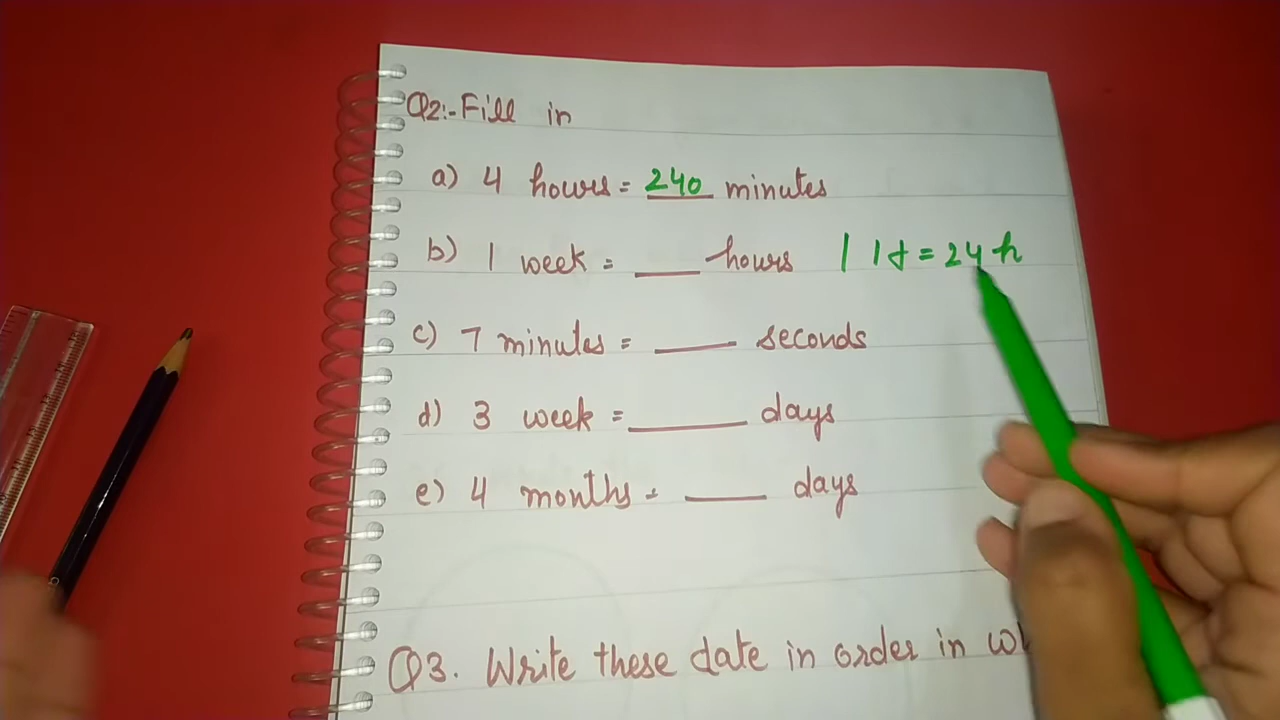 Q2:- Fill in
a) 4 hours = 240 minutes
b) 1 week = ___ hours | 1d = 24 h
c) 7 minutes = ____ seconds
d) 3 week = ____ days
e) 4 months = ____ days
Q3. Write these date in order in